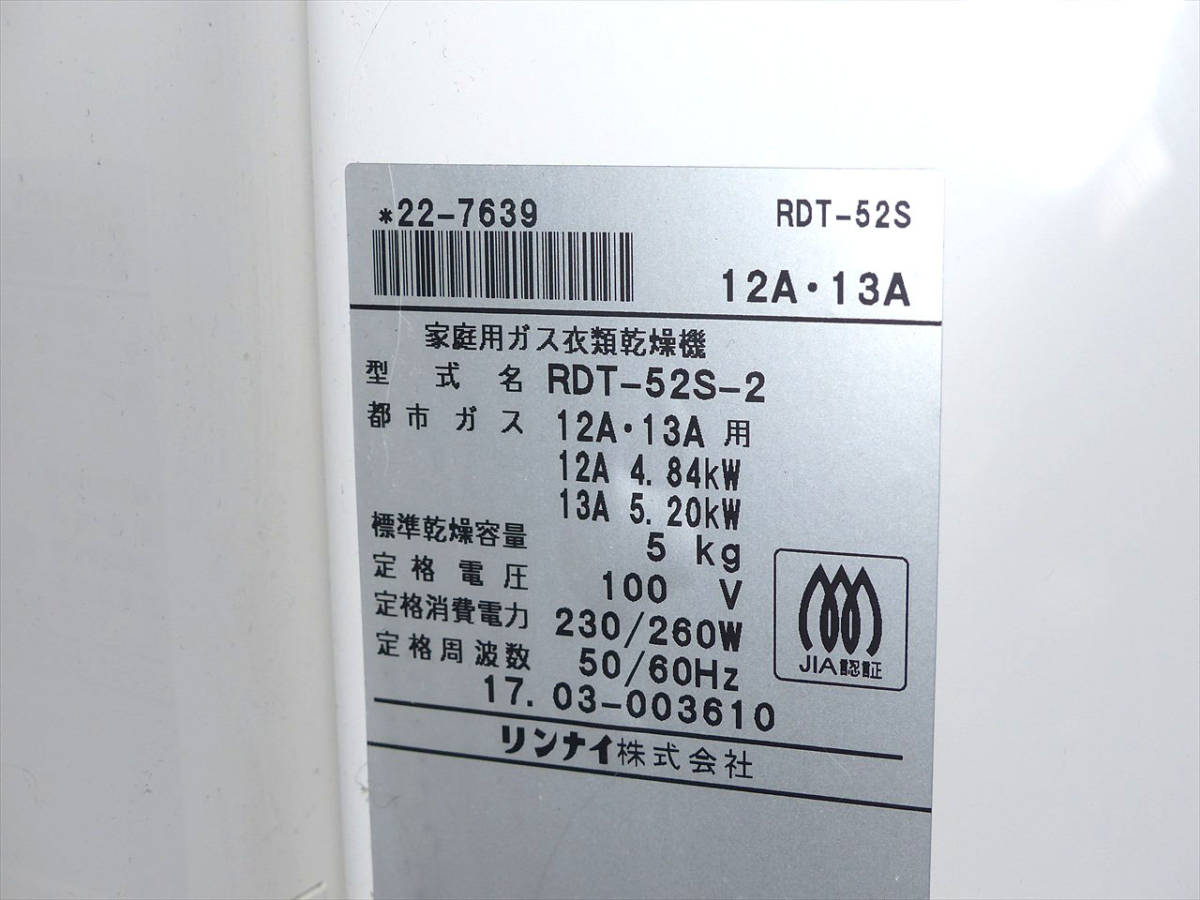 *22-7639 RDT-52S
12A・13A
家庭用ガス衣類乾燥機
型式名 RDT-52S-2
都市ガス 12A・13A用
12A 4.84kW
13A 5.20kW
標準乾燥容量 5 kg
定格電圧 100 V
定格消費電力 230/260W
定格周波数 50/60Hz
17.03-003610
JIA認証
リンナイ株式会社